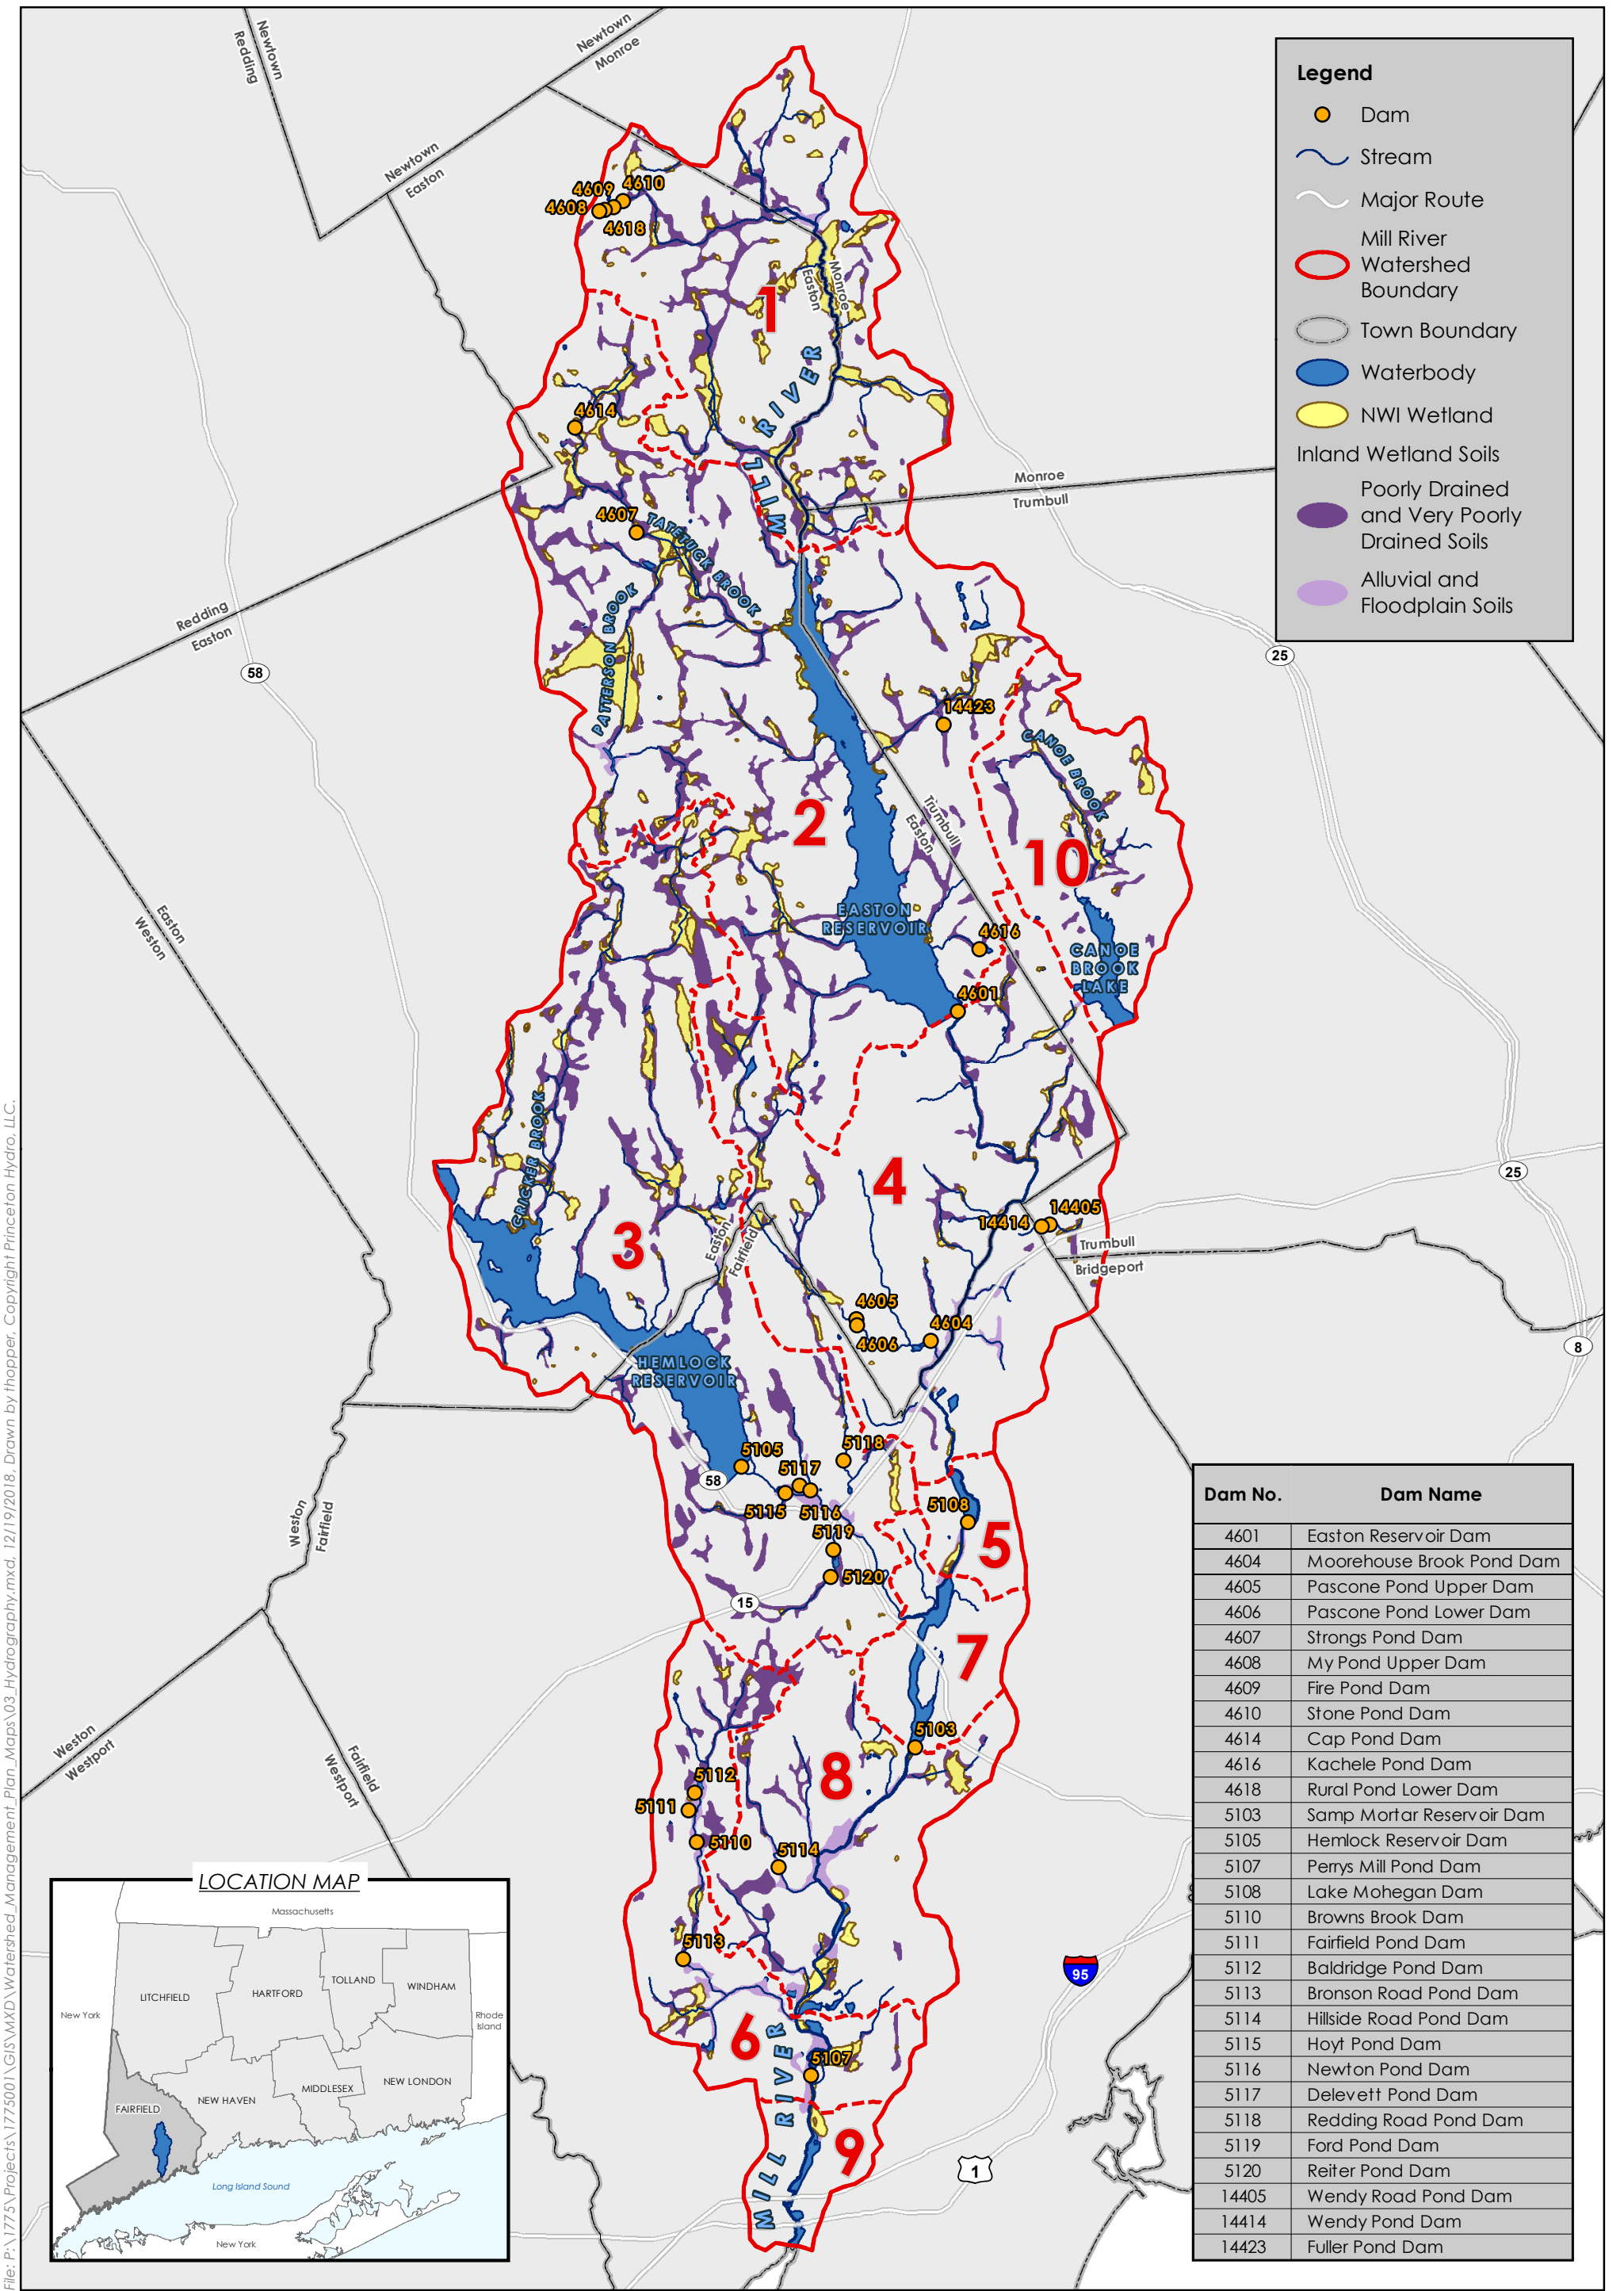 Newtown
Redding
Newtown
Monroe
Newtown
Easton
4609
4610
4608
4618
Monroe
Easton
1
4614
MILL RIVER
Monroe
Trumbull
4607
TATETUCK BROOK
PATTERSON BROOK
Redding
Easton
58
25
14423
CANOE BROOK
2
Trumbull
Easton
10
Easton
Weston
EASTON
RESERVOIR
4616
CANOE
BROOK
LAKE
4601
CRICKER BROOK
4
25
14405
14414
3
Easton
Fairfield
Trumbull
Bridgeport
4605
4604
4606
8
HEMLOCK
RESERVOIR
5118
5105
5117
58
5115
5116
5108
5119
5
Weston
Fairfield
5120
15
7
5103
Weston
Westport
Fairfield
Westport
5112
8
5111
5110
5114
5113
95
6
MILL RIVER
5107
9
1
Legend
Dam
Stream
Major Route
Mill River
Watershed
Boundary
Town Boundary
Waterbody
NWI Wetland
Inland Wetland Soils
Poorly Drained
and Very Poorly
Drained Soils
Alluvial and
Floodplain Soils
Dam No. Dam Name
4601 Easton Reservoir Dam
4604 Moorehouse Brook Pond Dam
4605 Pascone Pond Upper Dam
4606 Pascone Pond Lower Dam
4607 Strongs Pond Dam
4608 My Pond Upper Dam
4609 Fire Pond Dam
4610 Stone Pond Dam
4614 Cap Pond Dam
4616 Kachele Pond Dam
4618 Rural Pond Lower Dam
5103 Samp Mortar Reservoir Dam
5105 Hemlock Reservoir Dam
5107 Perrys Mill Pond Dam
5108 Lake Mohegan Dam
5110 Browns Brook Dam
5111 Fairfield Pond Dam
5112 Baldridge Pond Dam
5113 Bronson Road Pond Dam
5114 Hillside Road Pond Dam
5115 Hoyt Pond Dam
5116 Newton Pond Dam
5117 Delevett Pond Dam
5118 Redding Road Pond Dam
5119 Ford Pond Dam
5120 Reiter Pond Dam
14405 Wendy Road Pond Dam
14414 Wendy Pond Dam
14423 Fuller Pond Dam
LOCATION MAP
Massachusetts
LITCHFIELD
HARTFORD
TOLLAND
WINDHAM
New York
Rhode
Island
NEW HAVEN
MIDDLESEX
NEW LONDON
FAIRFIELD
Long Island Sound
New York
File: P:\1775\Projects\1775001\GIS\MXD\Watershed_Management_Plan_Maps\03_Hydrography.mxd, 12/19/2018, Drawn by thopper, Copyright Princeton Hydro, LLC.